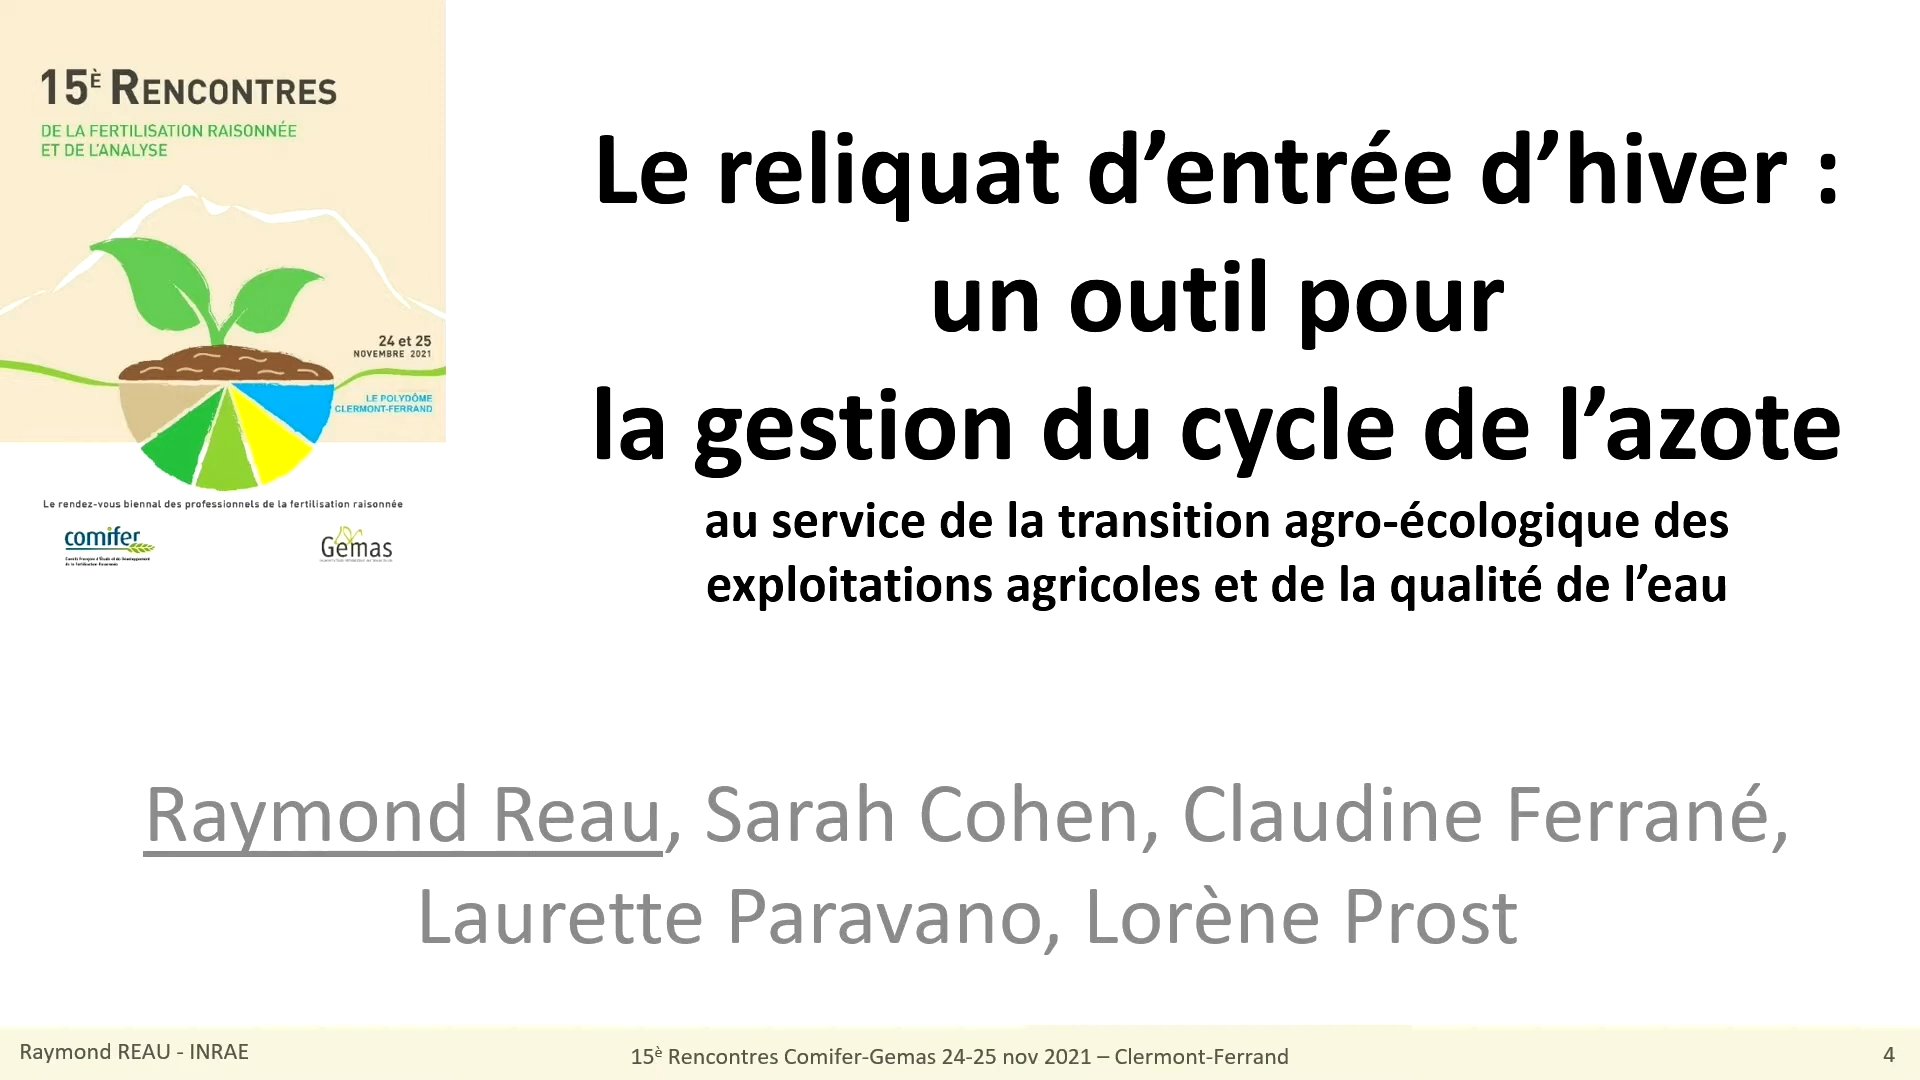 15È RENCONTRES
DE LA FERTILISATION RAISONNÉE
ET DE L'ANALYSE
24 et 25
NOVEMBRE 2021
LE POLYDÔME
CLERMONT-FERRAND
Le rendez-vous biennal des professionnels de la fertilisation raisonnée
comifer
Gemas
Le reliquat d’entrée d’hiver :
un outil pour
la gestion du cycle de l’azote
au service de la transition agro-écologique des
exploitations agricoles et de la qualité de l’eau
Raymond Reau, Sarah Cohen, Claudine Ferrané,
Laurette Paravano, Lorène Prost
Raymond REAU - INRAE
15è Rencontres Comifer-Gemas 24-25 nov 2021 – Clermont-Ferrand
4